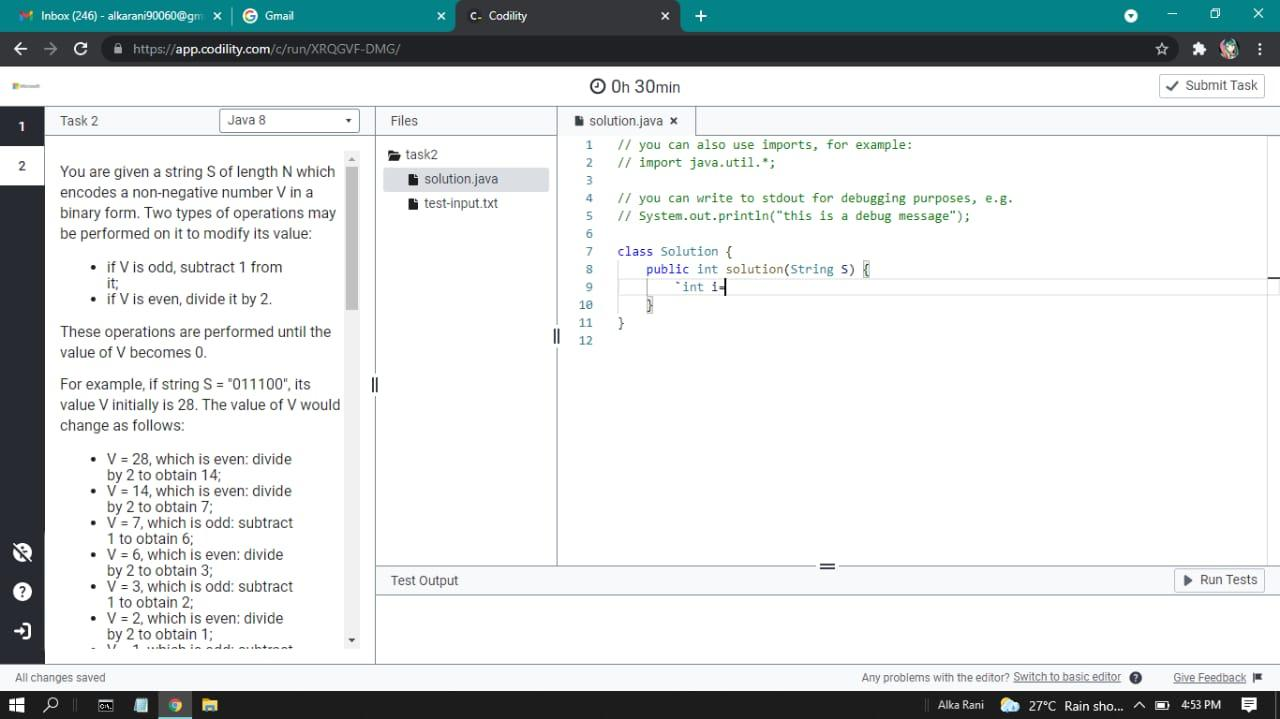 Inbox (246) - alkarani90060@gm
Gmail
Codility
https://app.codility.com/c/run/XRQGVF-DMG/
Microsoft
0h 30min
Submit Task
1
2
Task 2
Java 8
You are given a string S of length N which
encodes a non-negative number V in a
binary form. Two types of operations may
be performed on it to modify its value:
• if V is odd, subtract 1 from
it;
• if V is even, divide it by 2.
These operations are performed until the
value of V becomes 0.
For example, if string S = "011100", its
value V initially is 28. The value of V would
change as follows:
• V = 28, which is even: divide
by 2 to obtain 14;
• V = 14, which is even: divide
by 2 to obtain 7;
• V = 7, which is odd: subtract
1 to obtain 6;
• V = 6, which is even: divide
by 2 to obtain 3;
• V = 3, which is odd: subtract
1 to obtain 2;
• V = 2, which is even: divide
by 2 to obtain 1;
• V = 1, which is odd: subtract
Files
task2
solution.java
test-input.txt
solution.java
1 // you can also use imports, for example:
2 // import java.util.*;
3
4 // you can write to stdout for debugging purposes, e.g.
5 // System.out.println("this is a debug message");
6
7 class Solution {
8 public int solution(String S) {
9 `int i=
10 }
11 }
12
Test Output
Run Tests
All changes saved
Any problems with the editor? Switch to basic editor
Give Feedback
Alka Rani
27°C Rain sho...
4:53 PM